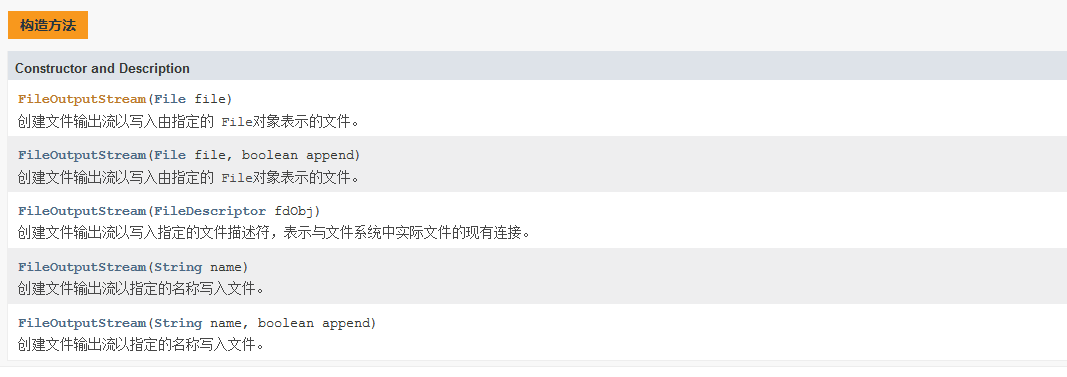 构造方法
Constructor and Description
FileOutputStream(File file)
创建文件输出流以写入由指定的 File对象表示的文件。
FileOutputStream(File file, boolean append)
创建文件输出流以写入由指定的 File对象表示的文件。
FileOutputStream(FileDescriptor fdObj)
创建文件输出流以写入指定的文件描述符，表示与文件系统中实际文件的现有连接。
FileOutputStream(String name)
创建文件输出流以指定的名称写入文件。
FileOutputStream(String name, boolean append)
创建文件输出流以指定的名称写入文件。